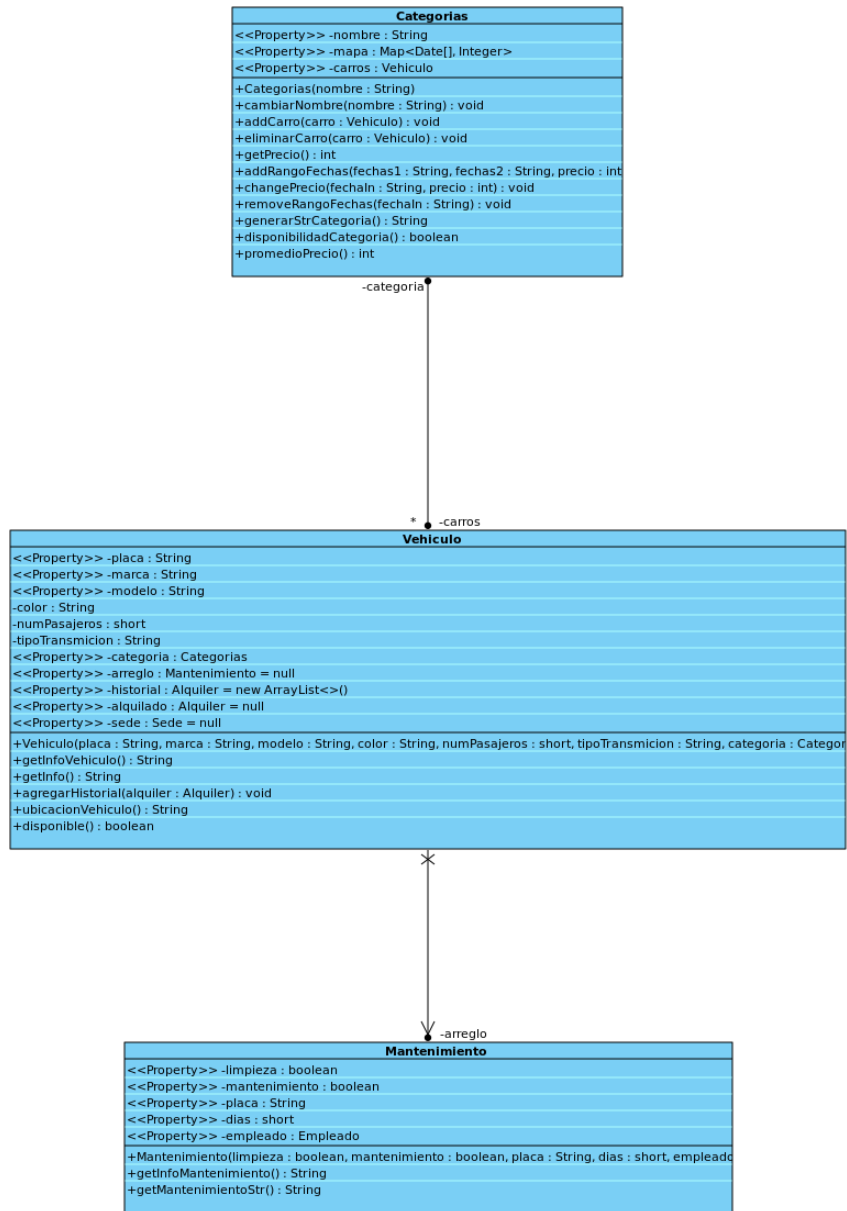 Categorias
<<Property>> -nombre : String
<<Property>> -mapa : Map<Date[], Integer>
<<Property>> -carros : Vehiculo
+Categorias(nombre : String)
+cambiarNombre(nombre : String) : void
+addCarro(carro : Vehiculo) : void
+eliminarCarro(carro : Vehiculo) : void
+getPrecio() : int
+addRangoFechas(fechas1 : String, fechas2 : String, precio : int
+changePrecio(fechaIn : String, precio : int) : void
+removeRangoFechas(fechaIn : String) : void
+generarStrCategoria() : String
+disponibilidadCategoria() : boolean
+promedioPrecio() : int
-categoria
* -carros
Vehiculo
<<Property>> -placa : String
<<Property>> -marca : String
<<Property>> -modelo : String
-color : String
-numPasajeros : short
-tipoTransmicion : String
<<Property>> -categoria : Categorias
<<Property>> -arreglo : Mantenimiento = null
<<Property>> -historial : Alquiler = new ArrayList<>()
<<Property>> -alquilado : Alquiler = null
<<Property>> -sede : Sede = null
+Vehiculo(placa : String, marca : String, modelo : String, color : String, numPasajeros : short, tipoTransmicion : String, categoria : Categor
+getInfoVehiculo() : String
+getInfo() : String
+agregarHistorial(alquiler : Alquiler) : void
+ubicacionVehiculo() : String
+disponible() : boolean
-arreglo
Mantenimiento
<<Property>> -limpieza : boolean
<<Property>> -mantenimiento : boolean
<<Property>> -placa : String
<<Property>> -dias : short
<<Property>> -empleado : Empleado
+Mantenimiento(limpieza : boolean, mantenimiento : boolean, placa : String, dias : short, empleado
+getInfoMantenimiento() : String
+getMantenimientoStr() : String